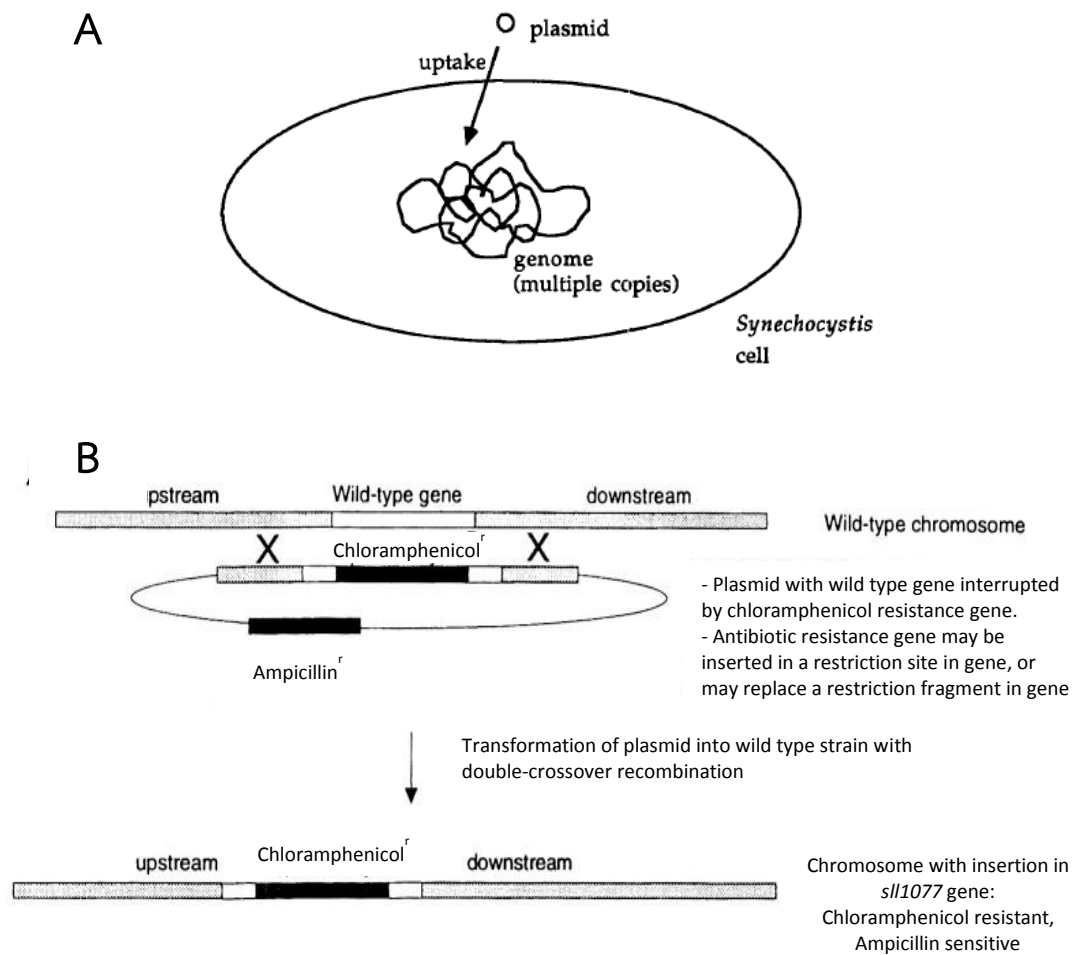 A
plasmid
uptake
genome
(multiple copies)
Synechocystis
cell
B
pstream
Wild-type gene
downstream
Wild-type chromosome
X
Chloramphenicol^r
X
- Plasmid with wild type gene interrupted
by chloramphenicol resistance gene.
- Antibiotic resistance gene may be
inserted in a restriction site in gene, or
may replace a restriction fragment in gene
Ampicillin^r
Transformation of plasmid into wild type strain with
double-crossover recombination
upstream
Chloramphenicol^r
downstream
Chromosome with insertion in
sll1077 gene:
Chloramphenicol resistant,
Ampicillin sensitive